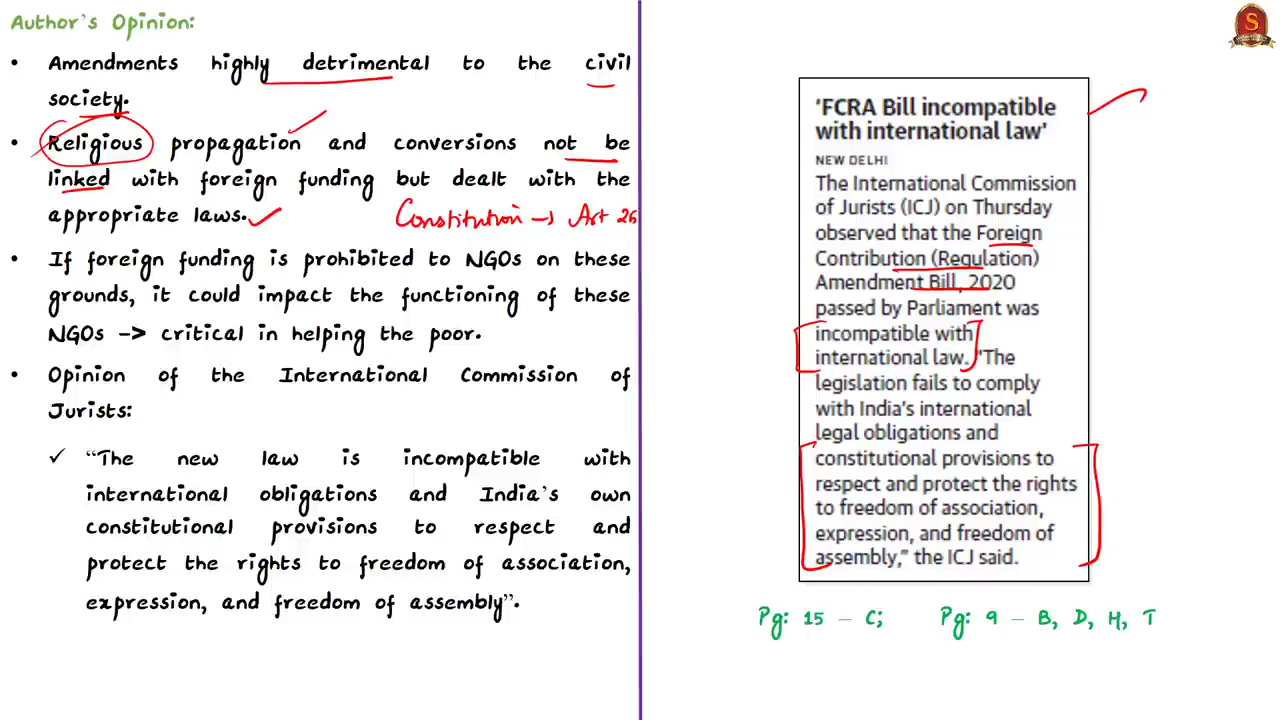 Author's Opinion:
• Amendments highly detrimental to the civil
society.
• Religious propagation and conversions not be
linked with foreign funding but dealt with the
appropriate laws.
Constitution → Art 25
• If foreign funding is prohibited to NGOs on these
grounds, it could impact the functioning of these
NGOs -> critical in helping the poor.
• Opinion of the International Commission of
Jurists:
✓ "The new law is incompatible with
international obligations and India's own
constitutional provisions to respect and
protect the rights to freedom of association,
expression, and freedom of assembly".
S
'FCRA Bill incompatible
with international law'
NEW DELHI
The International Commission
of Jurists (ICJ) on Thursday
observed that the Foreign
Contribution (Regulation)
Amendment Bill, 2020
passed by Parliament was
incompatible with
international law. "The
legislation fails to comply
with India's international
legal obligations and
constitutional provisions to
respect and protect the rights
to freedom of association,
expression, and freedom of
assembly," the ICJ said.
Pg: 15 – C; Pg: 9 – B, D, H, T